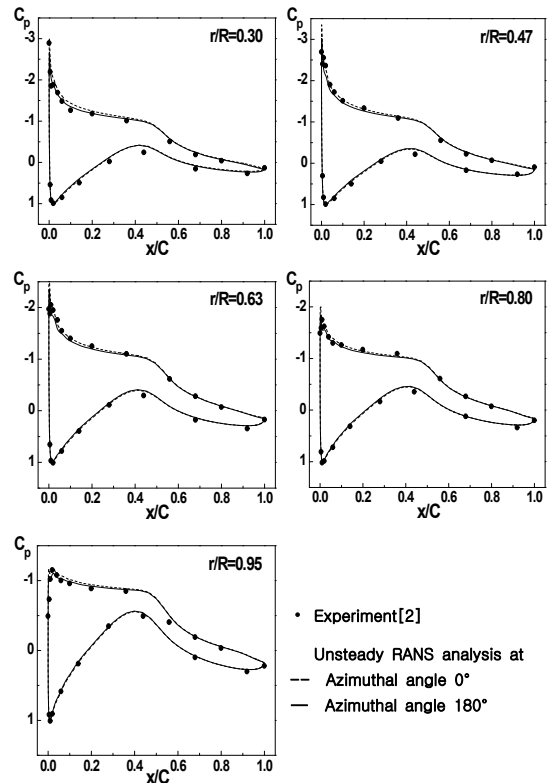 Cp
r/R=0.30
-3
-2
-1
0
1
0.0 0.2 0.4 0.6 0.8 1.0
x/C
Cp
r/R=0.47
-3
-2
-1
0
1
0.0 0.2 0.4 0.6 0.8 1.0
x/C
Cp
r/R=0.63
-2
-1
0
1
0.0 0.2 0.4 0.6 0.8 1.0
x/C
Cp
r/R=0.80
-2
-1
0
1
0.0 0.2 0.4 0.6 0.8 1.0
x/C
Cp
r/R=0.95
-1
0
1
0.0 0.2 0.4 0.6 0.8 1.0
x/C
Experiment[2]
Unsteady RANS analysis at
Azimuthal angle 0°
Azimuthal angle 180°